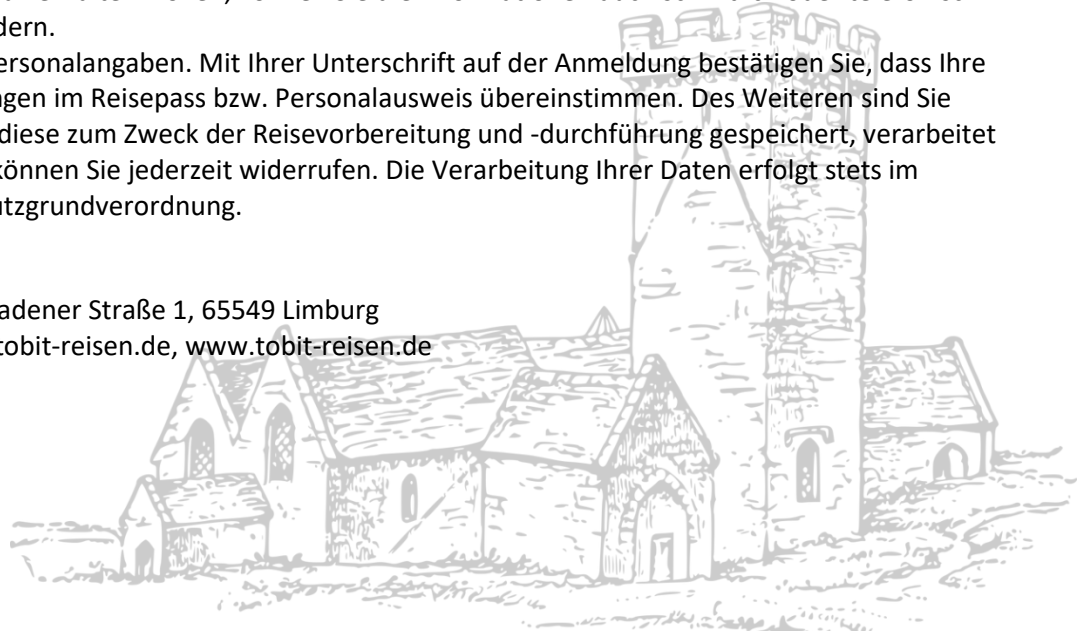 dern.
ersonalangaben. Mit Ihrer Unterschrift auf der Anmeldung bestätigen Sie, dass Ihre
gen im Reisepass bzw. Personalausweis übereinstimmen. Des Weiteren sind Sie
diese zum Zweck der Reisevorbereitung und -durchführung gespeichert, verarbeitet
können Sie jederzeit widerrufen. Die Verarbeitung Ihrer Daten erfolgt stets im
utzgrundverordnung.
adener Straße 1, 65549 Limburg
tobit-reisen.de, www.tobit-reisen.de